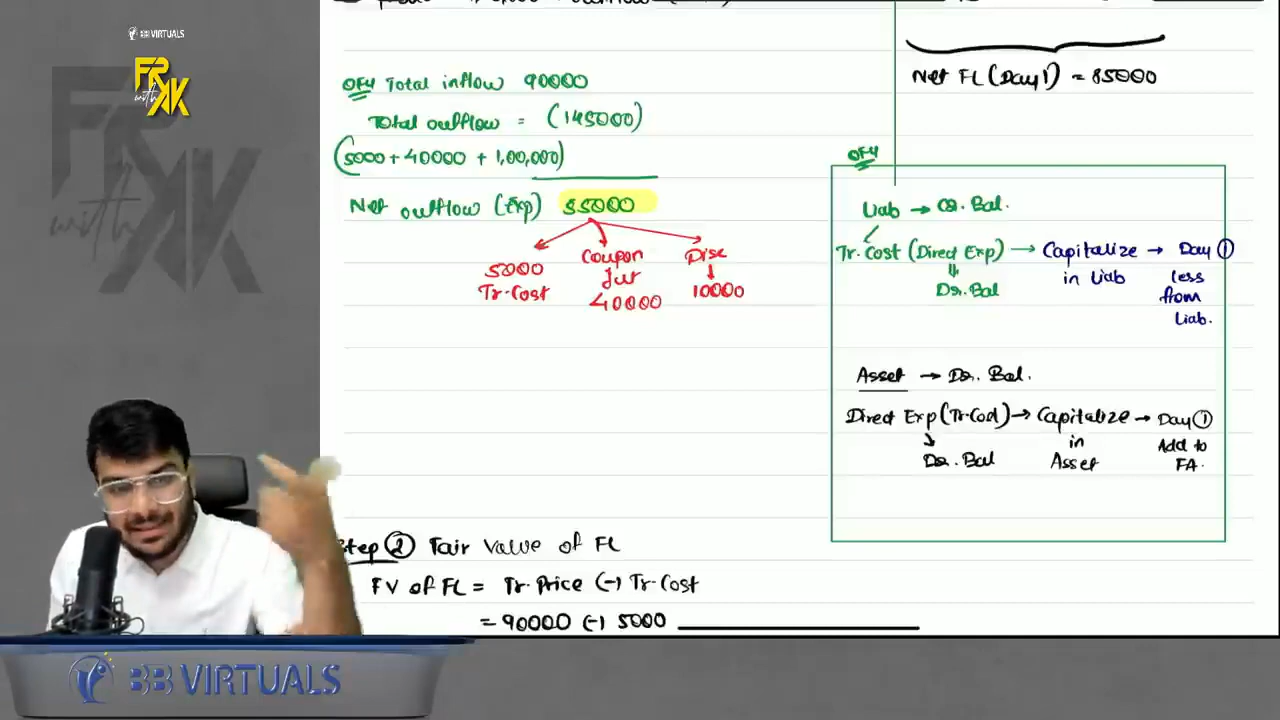 BB VIRTUALS
FR
with
AK
OFY Total inflow 90000
Total outflow = (145000)
(5000 + 40000 + 1,00,000)
Net outflow (Exp) 55000
5000
Tr. Cost
Coupon
Int
40000
Disc
10000
Net FL (Day 1) = 85000
OFY
Liab → Cr. Bal.
Tr. Cost (Direct Exp) → Capitalize → Day ①
Dr. Bal
in Liab
less
from
Liab.
Asset → Dr. Bal.
Direct Exp (Tr. Cost) → Capitalize → Day ①
Dr. Bal
in
Asset
Add to
FA.
Step ② Fair Value of FL
FV of FL = Tr. Price (-) Tr. Cost
= 90000 (-) 5000
BB VIRTUALS